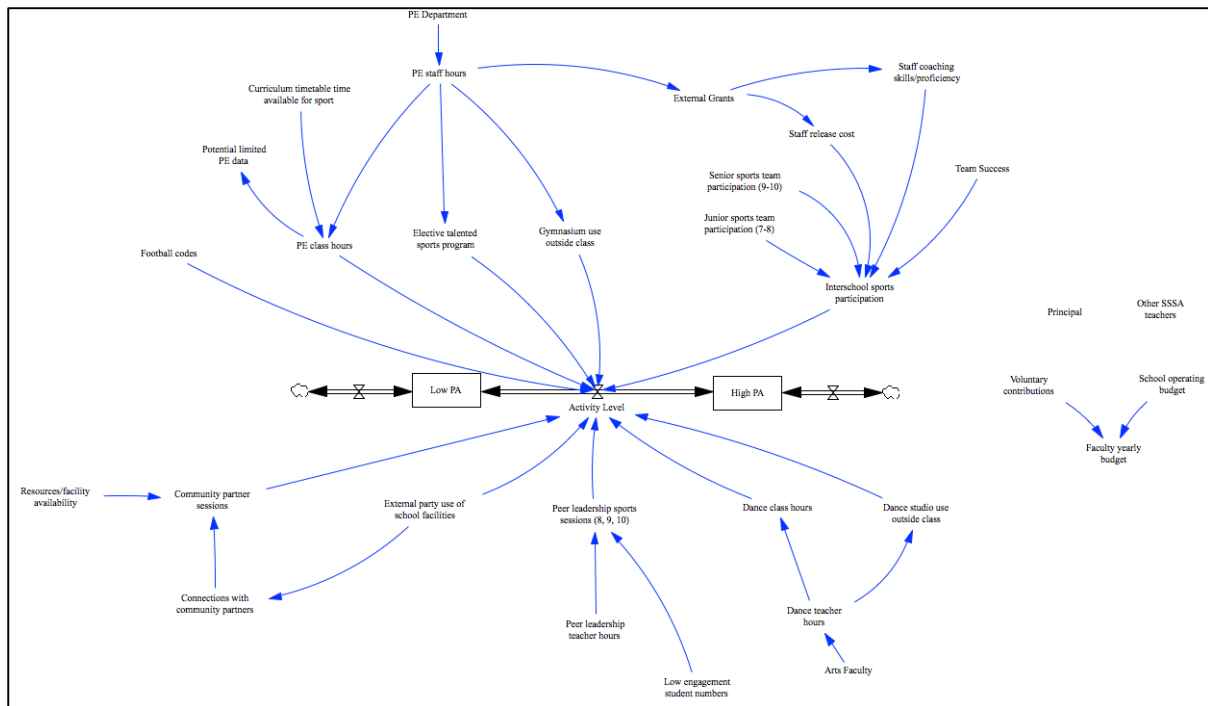 PE Department
PE staff hours
Curriculum timetable time
available for sport
External Grants
Staff coaching
skills/proficiency
Staff release cost
Potential limited
PE data
Senior sports team
participation (9-10)
Team Success
Junior sports team
participation (7-8)
Football codes
PE class hours
Elective talented
sports program
Gymnasium use
outside class
Interschool sports
participation
Principal
Other SSSA
teachers
Low PA
High PA
Activity Level
Voluntary
contributions
School operating
budget
Faculty yearly
budget
Resources/facility
availability
Community partner
sessions
External party use of
school facilities
Peer leadership sports
sessions (8, 9, 10)
Dance class hours
Dance studio use
outside class
Connections with
community partners
Peer leadership
teacher hours
Dance teacher
hours
Arts Faculty
Low engagement
student numbers